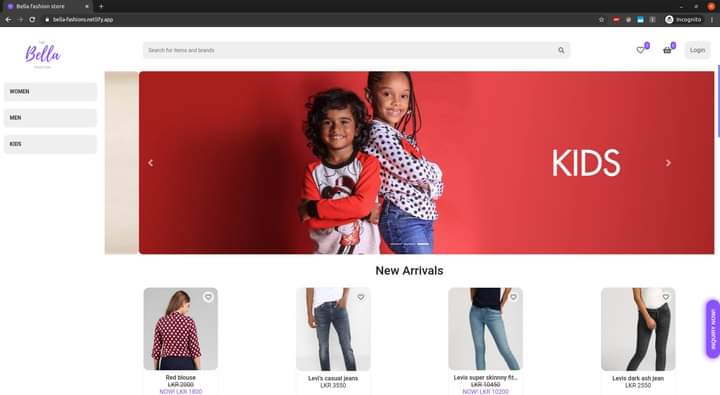 Bella fashion store
bella-fashions.netlify.app
Incognito
Bella
Search for items and brands
0
0
Login
WOMEN
MEN
KIDS
KIDS
New Arrivals
Red blouse
LKR 2000
NOW! LKR 1800
Levi's casual jeans
LKR 3550
Levis super skinny fit...
LKR 10450
NOW! LKR 10200
Levis dark ash jean
LKR 2550
INQUIRY NOW!